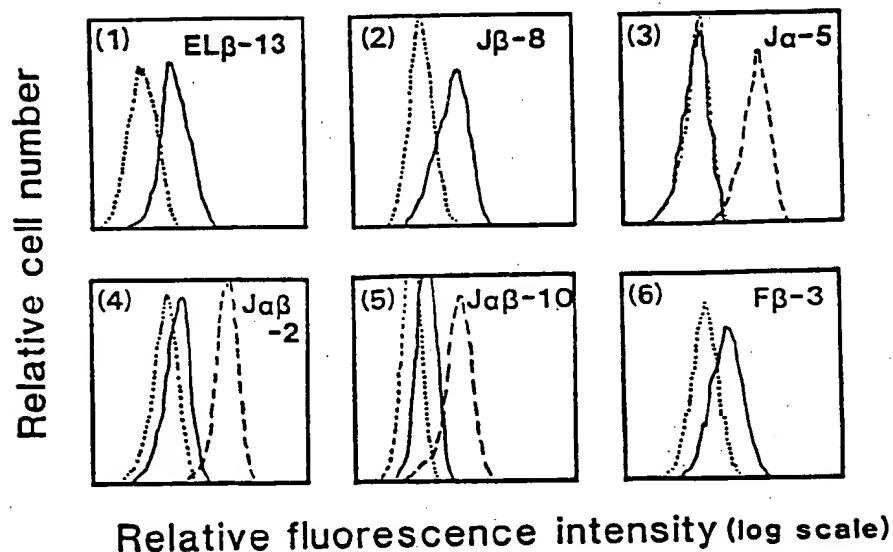 Relative cell number
(1) ELβ-13
(2) Jβ-8
(3) Jα-5
(4) Jαβ
-2
(5) Jαβ-10
(6) Fβ-3
Relative fluorescence intensity (log scale)